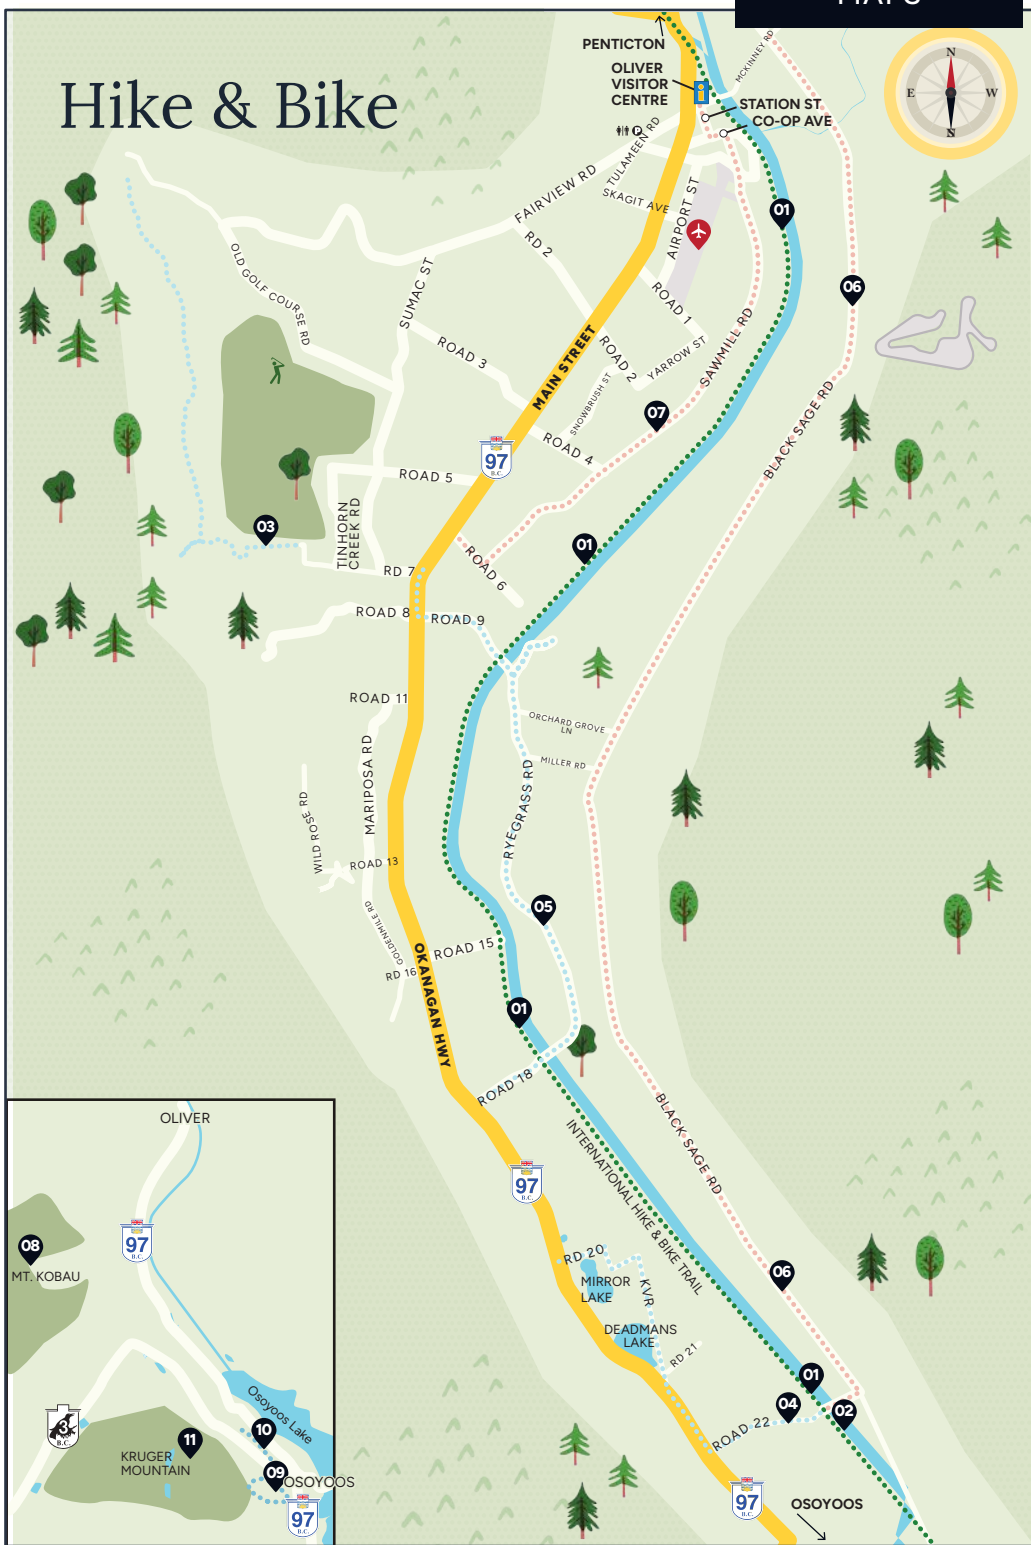 MAPS
Hike & Bike
PENTICTON
OLIVER
VISITOR
CENTRE
MCKINNEY RD
STATION ST
CO-OP AVE
N
E
W
N
P
TULAMEEN RD
FAIRVIEW RD
SKAGIT AVE
AIRPORT ST
RD 2
01
06
OLD GOLF COURSE RD
SUMAC ST
ROAD 1
ROAD 3
MAIN STREET
ROAD 2
YARROW ST
SAWMILL RD
SNOWBRUSH ST
07
BLACK SAGE RD
ROAD 4
97
B.C.
ROAD 5
03
TINHORN
CREEK RD
01
RD 7
ROAD 6
ROAD 8
ROAD 9
ROAD 11
ORCHARD GROVE
LN
MILLER RD
MARIPOSA RD
RYEGRASS RD
WILD ROSE RD
ROAD 13
GOLDENMILE RD
05
ROAD 15
RD 16
OKANAGAN HWY
01
ROAD 18
BLACK SAGE RD
INTERNATIONAL HIKE & BIKE TRAIL
97
B.C.
RD 20
MIRROR
LAKE
KVR
06
DEADMANS
LAKE
RD 21
01
04
02
ROAD 22
97
B.C.
OSOYOOS
OLIVER
97
B.C.
08
MT. KOBAU
3
B.C.
Osoyoos Lake
10
11
KRUGER
MOUNTAIN
09
OSOYOOS
97
B.C.